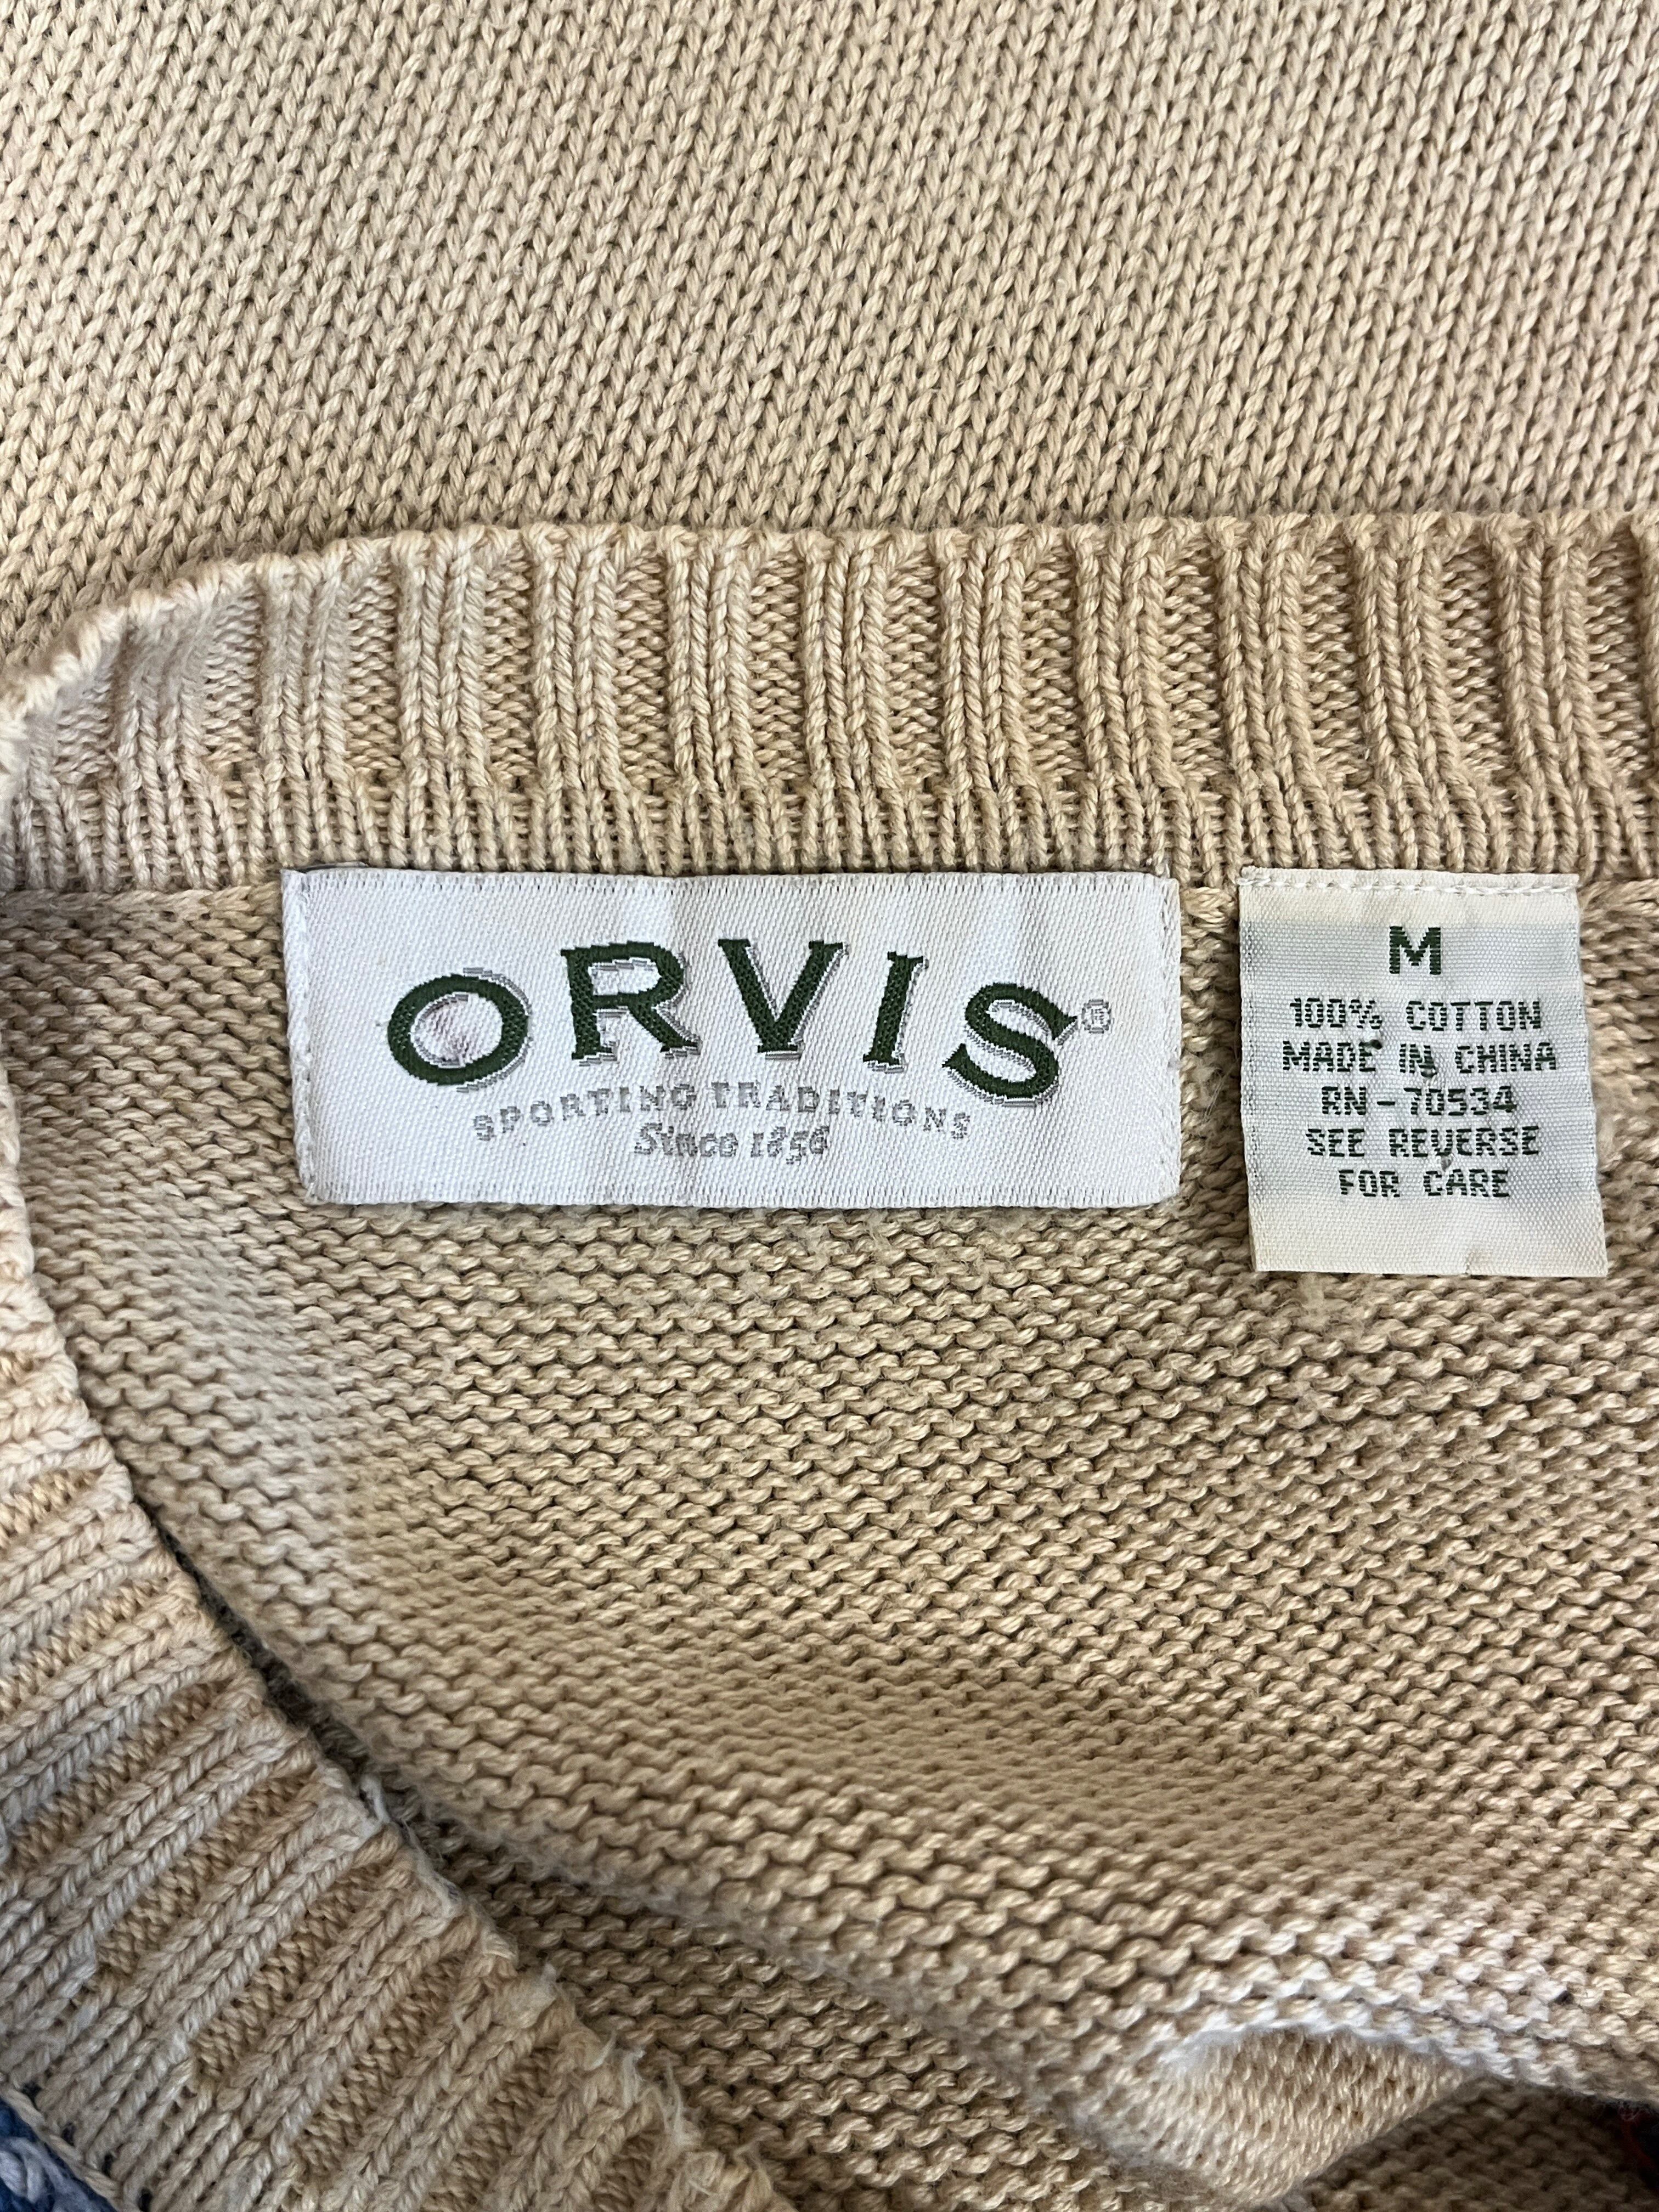 ORVIS®
SPORTING TRADITIONS
Since 1856
M
100% COTTON
MADE IN CHINA
RN-70534
SEE REVERSE
FOR CARE